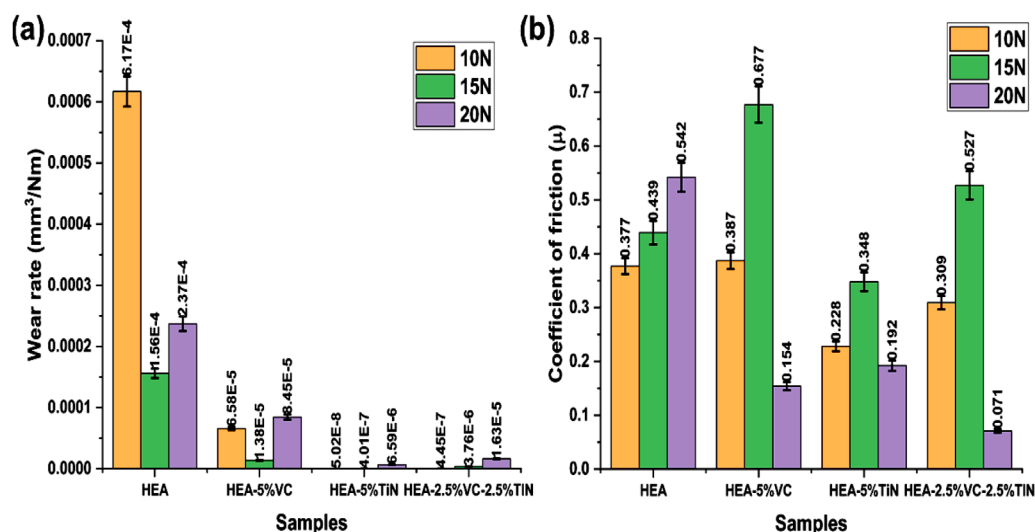 (a)
0.0007
0.0006
0.0005
0.0004
0.0003
0.0002
0.0001
0.0000
Wear rate (mm³/Nm)
10N
15N
20N
6.17E-4
1.56E-4
2.37E-4
6.58E-5
1.38E-5
8.45E-5
5.02E-8
4.01E-7
6.59E-6
4.45E-7
3.76E-6
1.63E-5
HEA
HEA-5%VC
HEA-5%TiN
HEA-2.5%VC-2.5%TIN
Samples
(b)
0.8
0.7
0.6
0.5
0.4
0.3
0.2
0.1
0.0
Coefficient of friction (μ)
10N
15N
20N
0.377
0.439
0.542
0.387
0.677
0.154
0.228
0.348
0.192
0.309
0.527
0.071
HEA
HEA-5%VC
HEA-5%TiN
HEA-2.5%VC-2.5%TIN
Samples